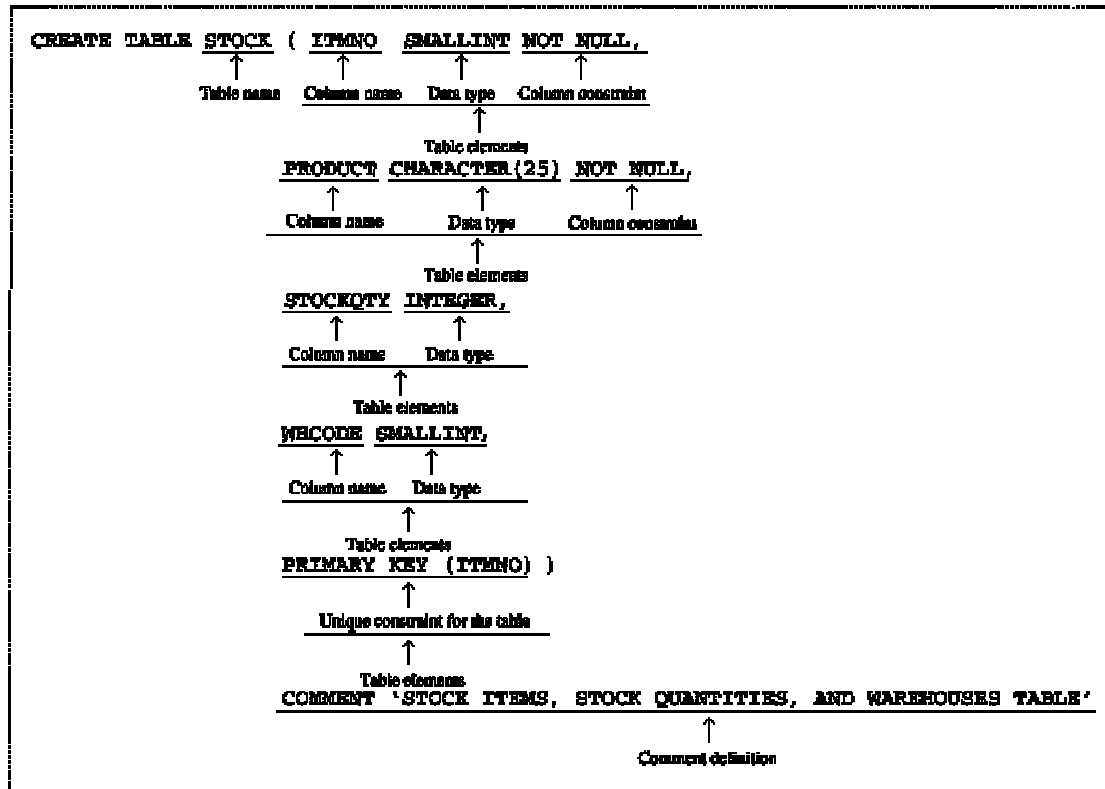 CREATE TABLE STOCK ( ITMNO SMALLINT NOT NULL,
Table name Column name Data type Column constraint
Table elements
PRODUCT CHARACTER(25) NOT NULL,
Column name Data type Column constraint
Table elements
STOCKQTY INTEGER,
Column name Data type
Table elements
WHCODE SMALLINT,
Column name Data type
Table elements
PRIMARY KEY (ITMNO) )
Unique constraint for the table
Table elements
COMMENT 'STOCK ITEMS, STOCK QUANTITIES, AND WAREHOUSES TABLE'
Comment definition